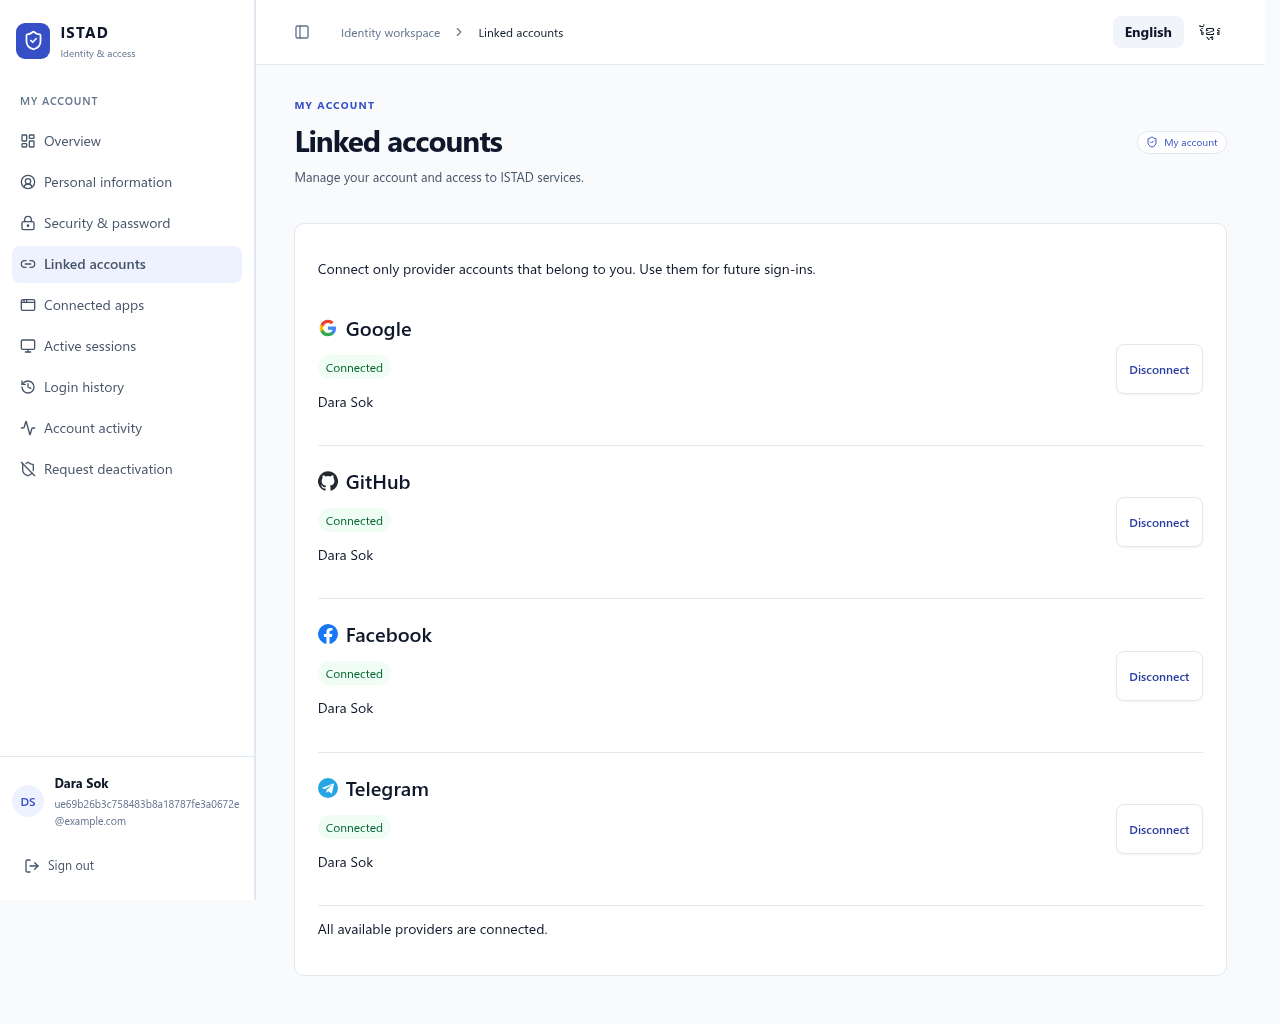 ISTAD
Identity & access
MY ACCOUNT
Overview
Personal information
Security & password
Linked accounts
Connected apps
Active sessions
Login history
Account activity
Request deactivation
Dara Sok
ue69b26b3c758483b8a18787fe3a0672e
@example.com
DS
Sign out
Identity workspace
Linked accounts
English
ខ្មែរ
MY ACCOUNT
Linked accounts
My account
Manage your account and access to ISTAD services.
Connect only provider accounts that belong to you. Use them for future sign-ins.
Google
Connected
Dara Sok
Disconnect
GitHub
Connected
Dara Sok
Disconnect
Facebook
Connected
Dara Sok
Disconnect
Telegram
Connected
Dara Sok
Disconnect
All available providers are connected.